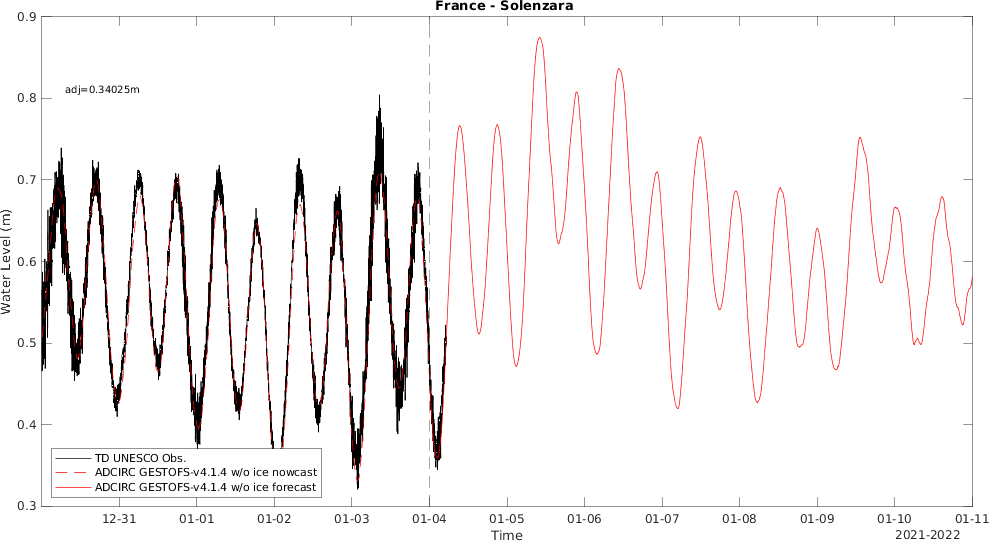 France - Solenzara
0.9
0.8
0.7
0.6
0.5
0.4
0.3
Water Level (m)
adj=0.34025m
TD UNESCO Obs.
ADCIRC GESTOFS-v4.1.4 w/o ice nowcast
ADCIRC GESTOFS-v4.1.4 w/o ice forecast
12-31 01-01 01-02 01-03 01-04 01-05 01-06 01-07 01-08 01-09 01-10 01-11
Time
2021-2022